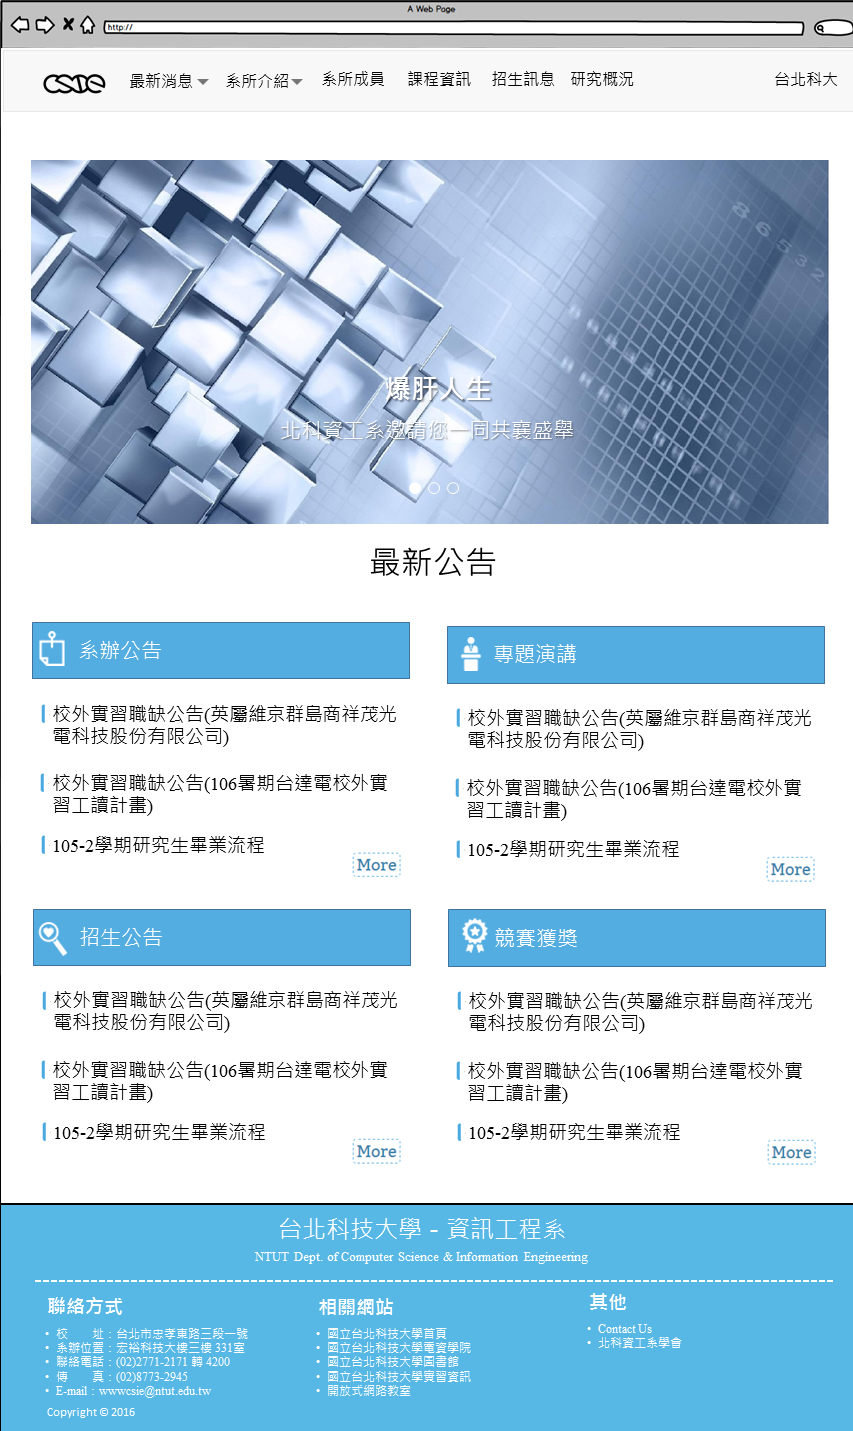 A Web Page
http://
CSIE 最新消息 系所介紹 系所成員 課程資訊 招生訊息 研究概況 台北科大
86532
爆肝人生
北科資工系邀請您一同共襄盛舉
最新公告
系辦公告
校外實習職缺公告(英屬維京群島商祥茂光
電科技股份有限公司)
校外實習職缺公告(106暑期台達電校外實
習工讀計畫)
105-2學期研究生畢業流程
More
專題演講
校外實習職缺公告(英屬維京群島商祥茂光
電科技股份有限公司)
校外實習職缺公告(106暑期台達電校外實
習工讀計畫)
105-2學期研究生畢業流程
More
招生公告
校外實習職缺公告(英屬維京群島商祥茂光
電科技股份有限公司)
校外實習職缺公告(106暑期台達電校外實
習工讀計畫)
105-2學期研究生畢業流程
More
競賽獲獎
校外實習職缺公告(英屬維京群島商祥茂光
電科技股份有限公司)
校外實習職缺公告(106暑期台達電校外實
習工讀計畫)
105-2學期研究生畢業流程
More
台北科技大學 - 資訊工程系
NTUT Dept. of Computer Science & Information Engineering
聯絡方式
• 校　　址：台北市忠孝東路三段一號
• 系辦位置：宏裕科技大樓三樓 331室
• 聯絡電話：(02)2771-2171 轉 4200
• 傳　　真：(02)8773-2945
• E-mail：wwwcsie@ntut.edu.tw
Copyright © 2016
相關網站
• 國立台北科技大學首頁
• 國立台北科技大學電資學院
• 國立台北科技大學圖書館
• 國立台北科技大學實習資訊
• 開放式網路教室
其他
• Contact Us
• 北科資工系學會